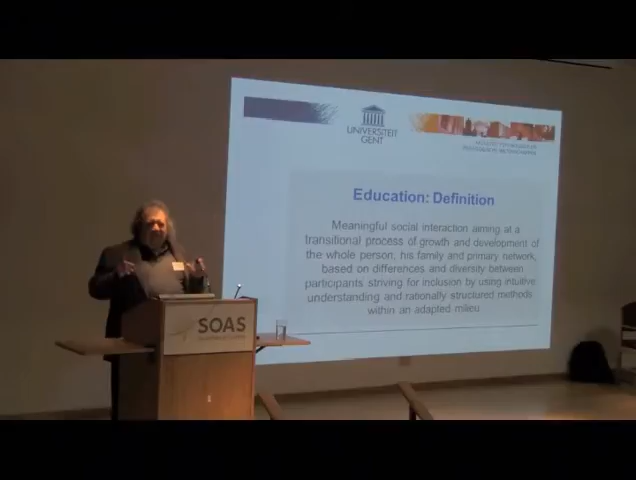 UNIVERSITEIT
GENT
Education: Definition
Meaningful social interaction aiming at a
transitional process of growth and development of
the whole person, his family and primary network,
based on differences and diversity between
participants striving for inclusion by using intuitive
understanding and rationally structured methods
within an adapted milieu
SOAS